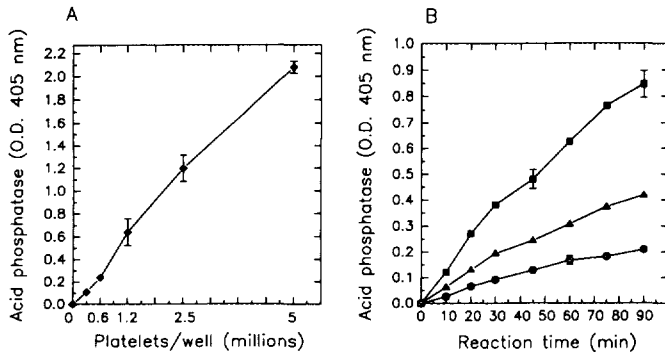 A
Acid phosphatase (O.D. 405 nm)
2.2
2.0
1.8
1.6
1.4
1.2
1.0
0.8
0.6
0.4
0.2
0.0
0 0.6 1.2 2.5 5
Platelets/well (millions)
B
Acid phosphatase (O.D. 405 nm)
1.0
0.9
0.8
0.7
0.6
0.5
0.4
0.3
0.2
0.1
0.0
0 10 20 30 40 50 60 70 80 90
Reaction time (min)